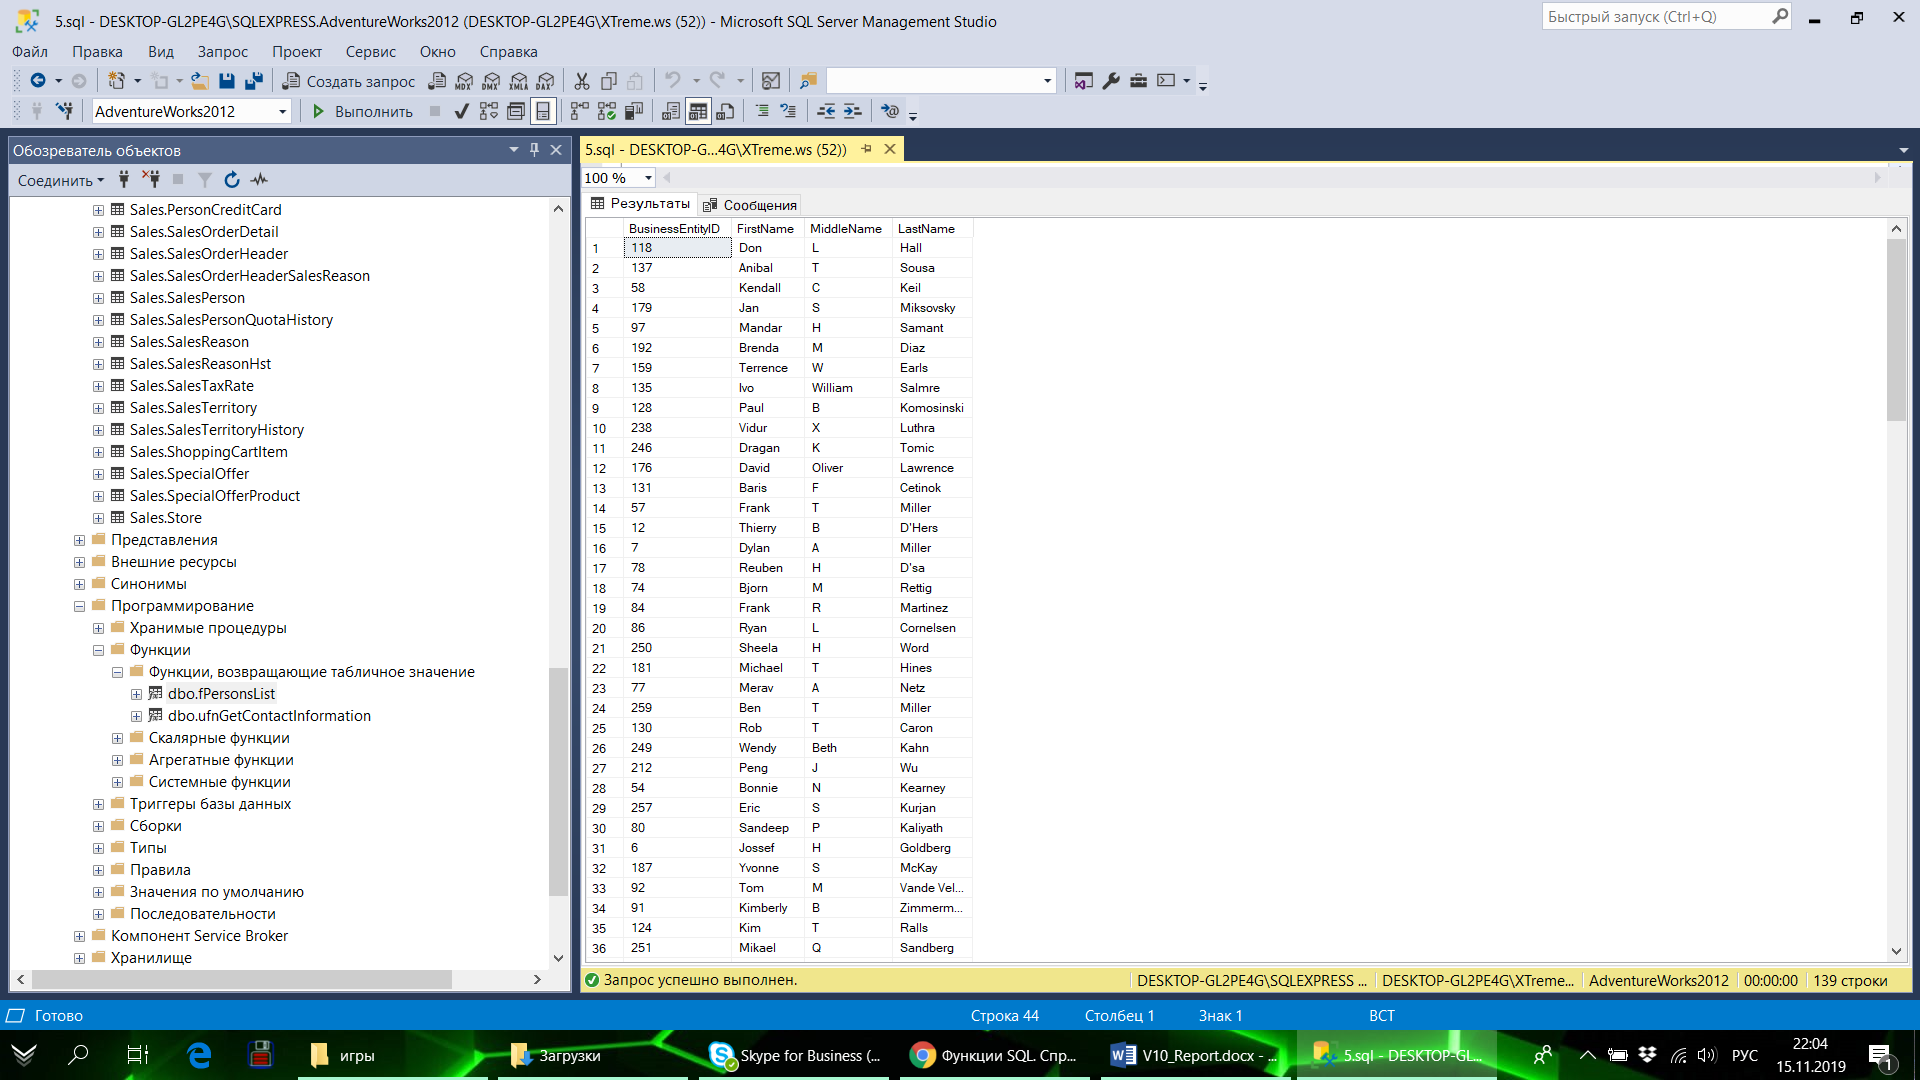 5.sql - DESKTOP-GL2PE4G\SQLEXPRESS.AdventureWorks2012 (DESKTOP-GL2PE4G\XTreme.ws (52)) - Microsoft SQL Server Management Studio
Быстрый запуск (Ctrl+Q)
Файл Правка Вид Запрос Проект Сервис Окно Справка
Создать запрос
MDX DMX XMLA DAX
AdventureWorks2012
Выполнить
Обозреватель объектов
Соединить
Sales.PersonCreditCard
Sales.SalesOrderDetail
Sales.SalesOrderHeader
Sales.SalesOrderHeaderSalesReason
Sales.SalesPerson
Sales.SalesPersonQuotaHistory
Sales.SalesReason
Sales.SalesReasonHst
Sales.SalesTaxRate
Sales.SalesTerritory
Sales.SalesTerritoryHistory
Sales.ShoppingCartItem
Sales.SpecialOffer
Sales.SpecialOfferProduct
Sales.Store
Представления
Внешние ресурсы
Синонимы
Программирование
Хранимые процедуры
Функции
Функции, возвращающие табличное значение
dbo.fPersonsList
dbo.ufnGetContactInformation
Скалярные функции
Агрегатные функции
Системные функции
Триггеры базы данных
Сборки
Типы
Правила
Значения по умолчанию
Последовательности
Компонент Service Broker
Хранилище
5.sql - DESKTOP-G...4G\XTreme.ws (52))
100 %
Результаты Сообщения
BusinessEntityID FirstName MiddleName LastName
1 118 Don L Hall
2 137 Anibal T Sousa
3 58 Kendall C Keil
4 179 Jan S Miksovsky
5 97 Mandar H Samant
6 192 Brenda M Diaz
7 159 Terrence W Earls
8 135 Ivo William Salmre
9 128 Paul B Komosinski
10 238 Vidur X Luthra
11 246 Dragan K Tomic
12 176 David Oliver Lawrence
13 131 Baris F Cetinok
14 57 Frank T Miller
15 12 Thierry B D'Hers
16 7 Dylan A Miller
17 78 Reuben H D'sa
18 74 Bjorn M Rettig
19 84 Frank R Martinez
20 86 Ryan L Cornelsen
21 250 Sheela H Word
22 181 Michael T Hines
23 77 Merav A Netz
24 259 Ben T Miller
25 130 Rob T Caron
26 249 Wendy Beth Kahn
27 212 Peng J Wu
28 54 Bonnie N Kearney
29 257 Eric S Kurjan
30 80 Sandeep P Kaliyath
31 6 Jossef H Goldberg
32 187 Yvonne S McKay
33 92 Tom M Vande Vel...
34 91 Kimberly B Zimmerm...
35 124 Kim T Ralls
36 251 Mikael Q Sandberg
Запрос успешно выполнен.
DESKTOP-GL2PE4G\SQLEXPRESS ... DESKTOP-GL2PE4G\XTreme... AdventureWorks2012 00:00:00 139 строки
Готово Строка 44 Столбец 1 Знак 1 ВСТ
игры
Загрузки
Skype for Business (...
Функции SQL. Спр...
V10_Report.docx - ...
5.sql - DESKTOP-GL...
РУС
22:04
15.11.2019
1